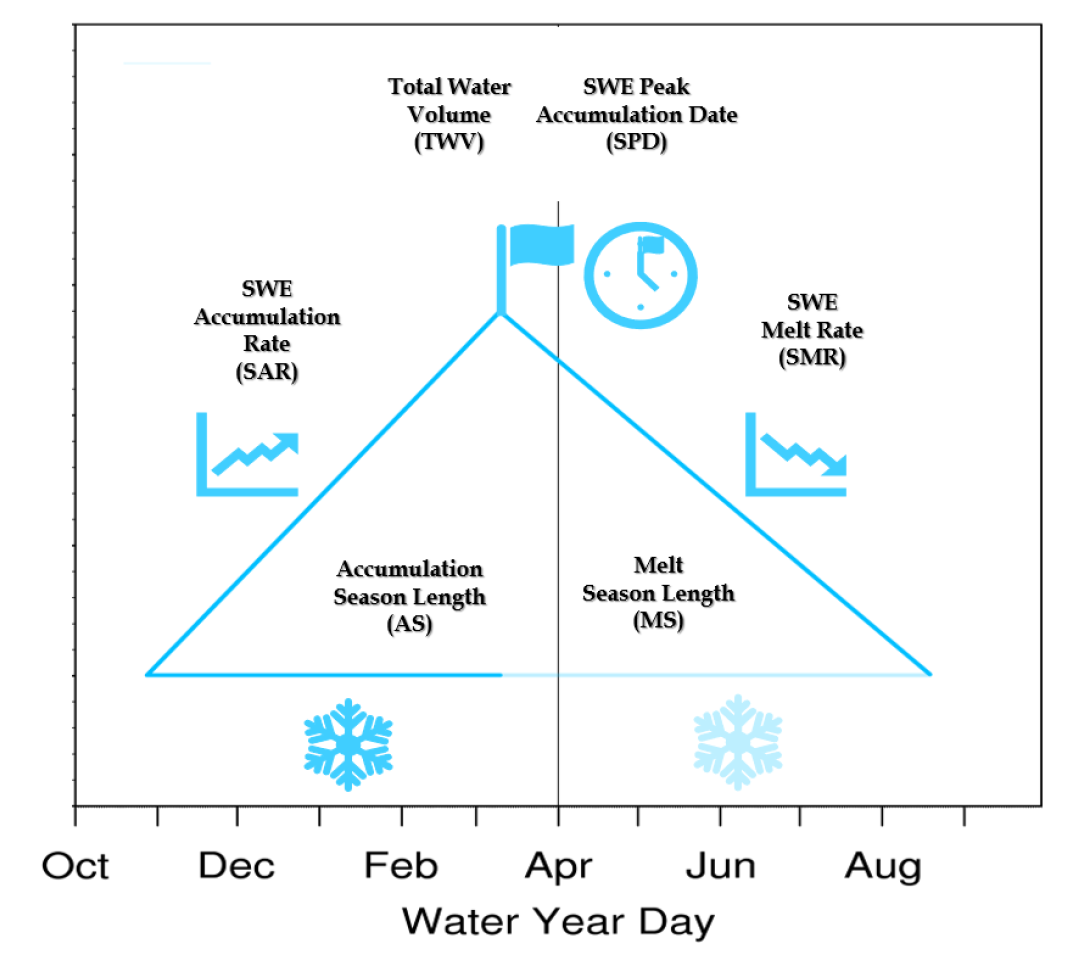 Total Water
Volume
(TWV)
SWE Peak
Accumulation Date
(SPD)
SWE
Accumulation
Rate
(SAR)
SWE
Melt Rate
(SMR)
Accumulation
Season Length
(AS)
Melt
Season Length
(MS)
Oct Dec Feb Apr Jun Aug
Water Year Day